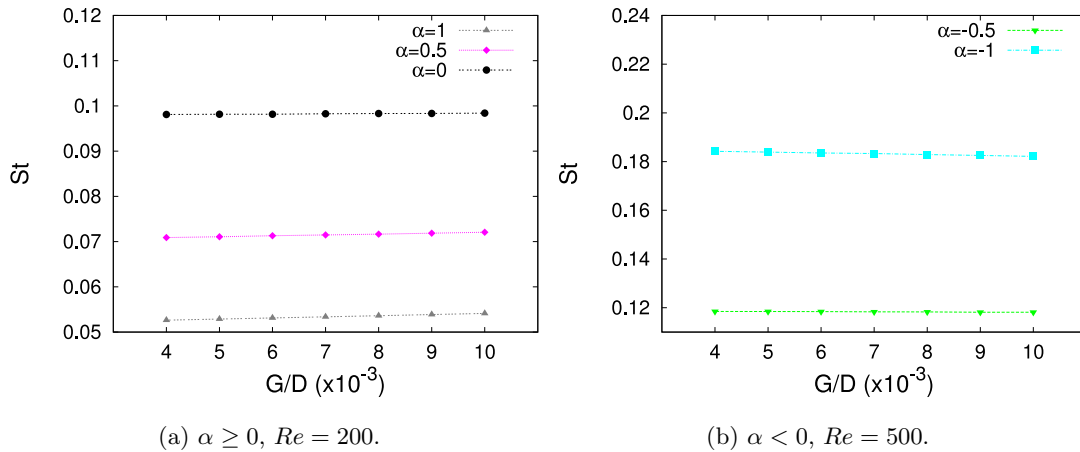 0.12
0.11
0.1
0.09
0.08
0.07
0.06
0.05
St
α=1
α=0.5
α=0
4 5 6 7 8 9 10
G/D (x10⁻³)
(a) α ≥ 0, Re = 200.
0.24
0.22
0.2
0.18
0.16
0.14
0.12
St
α=-0.5
α=-1
4 5 6 7 8 9 10
G/D (x10⁻³)
(b) α < 0, Re = 500.